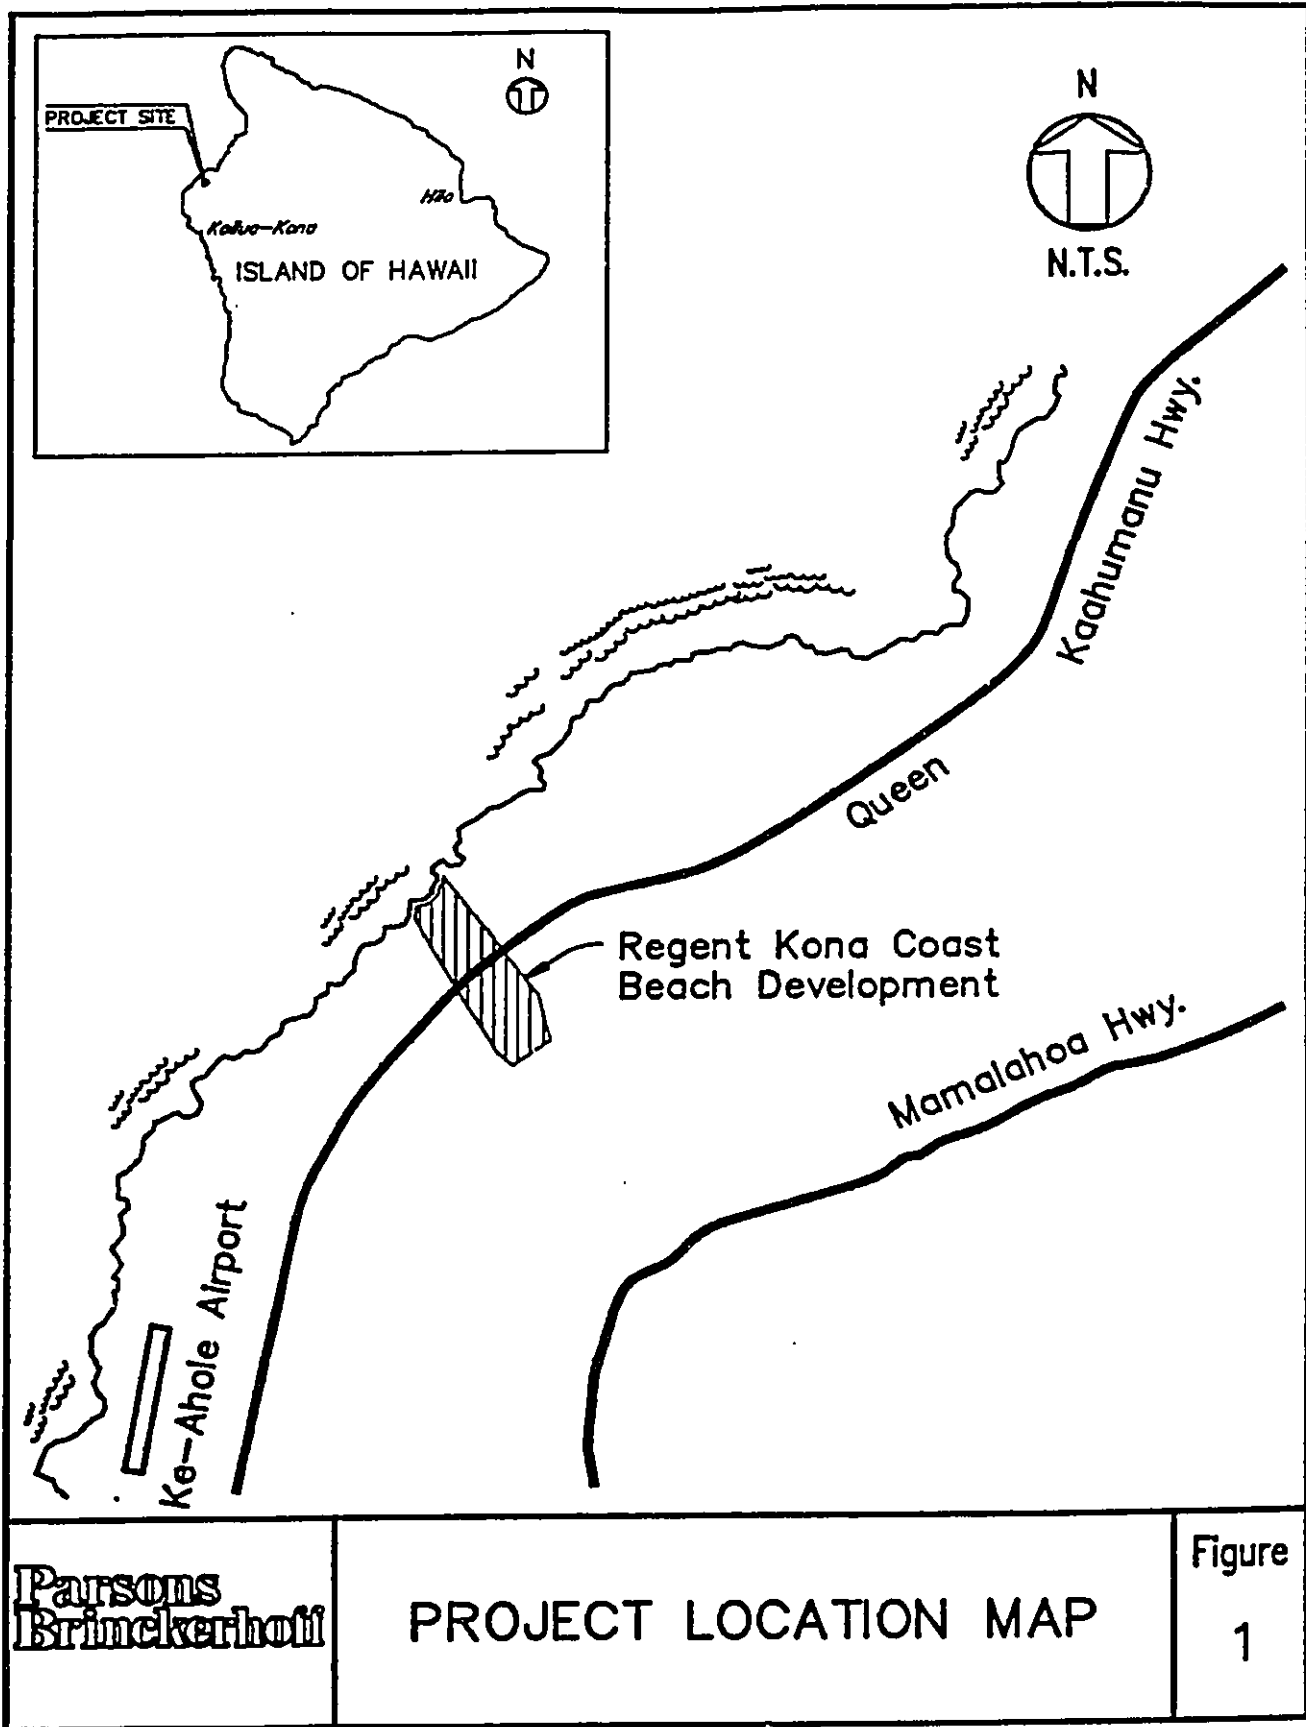 N
PROJECT SITE
Hilo
Kailua-Kona
ISLAND OF HAWAII
N
N.T.S.
Kaahumanu Hwy.
Queen
Regent Kona Coast
Beach Development
Mamalahoa Hwy.
Ke-Ahole Airport
Parsons
Brinckerhoff
PROJECT LOCATION MAP
Figure
1